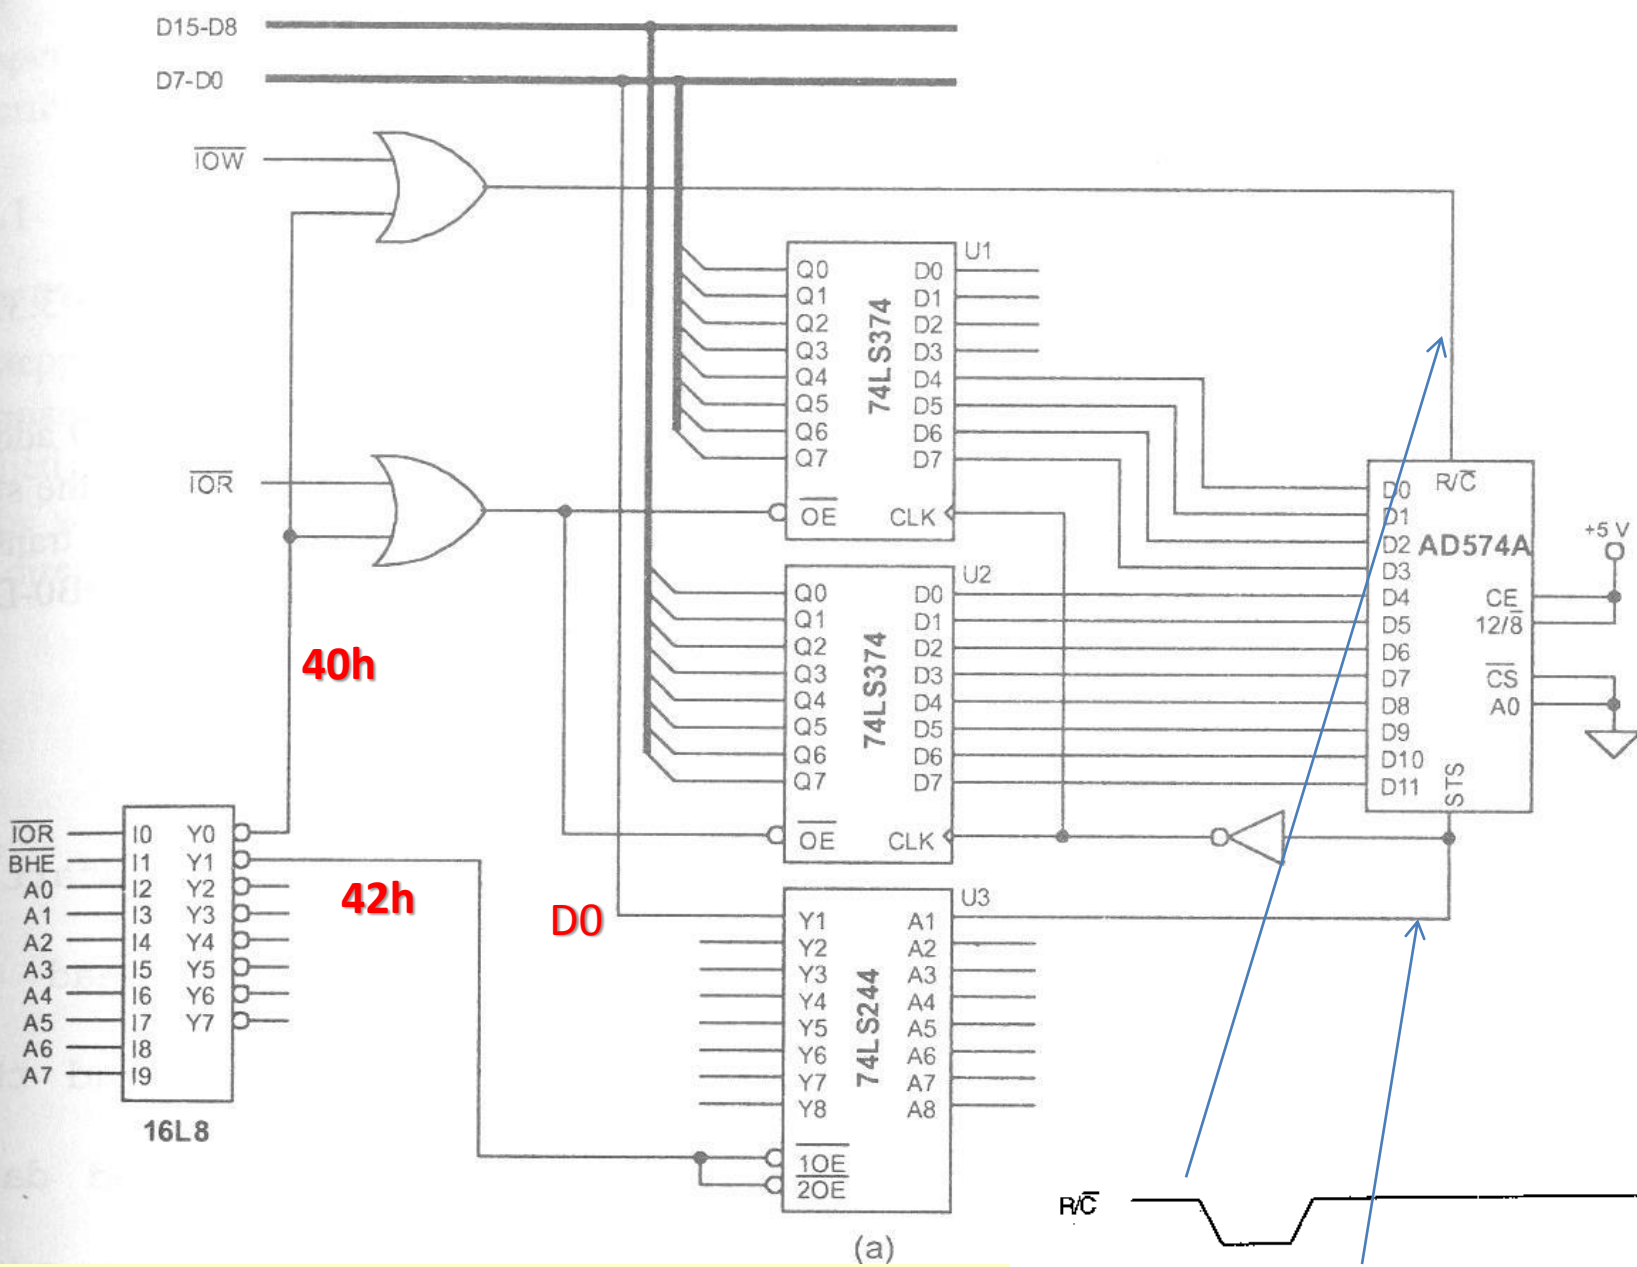 D15-D8
D7-D0
IOW
IOR
40h
42h
D0
U1
Q0 D0
Q1 D1
Q2 D2
Q3 D3
Q4 D4
Q5 D5
Q6 D6
Q7 D7
74LS374
OE CLK
U2
Q0 D0
Q1 D1
Q2 D2
Q3 D3
Q4 D4
Q5 D5
Q6 D6
Q7 D7
74LS374
OE CLK
U3
Y1 A1
Y2 A2
Y3 A3
Y4 A4
Y5 A5
Y6 A6
Y7 A7
Y8 A8
74LS244
1OE
2OE
R/C
D0
D1
D2
D3
D4
D5
D6
D7
D8
D9
D10
D11
AD574A
CE
12/8
CS
A0
STS
+5 V
IOR I0 Y0
BHE I1 Y1
A0 I2 Y2
A1 I3 Y3
A2 I4 Y4
A3 I5 Y5
A4 I6 Y6
A5 I7 Y7
A6 I8
A7 I9
16L8
R/C
(a)